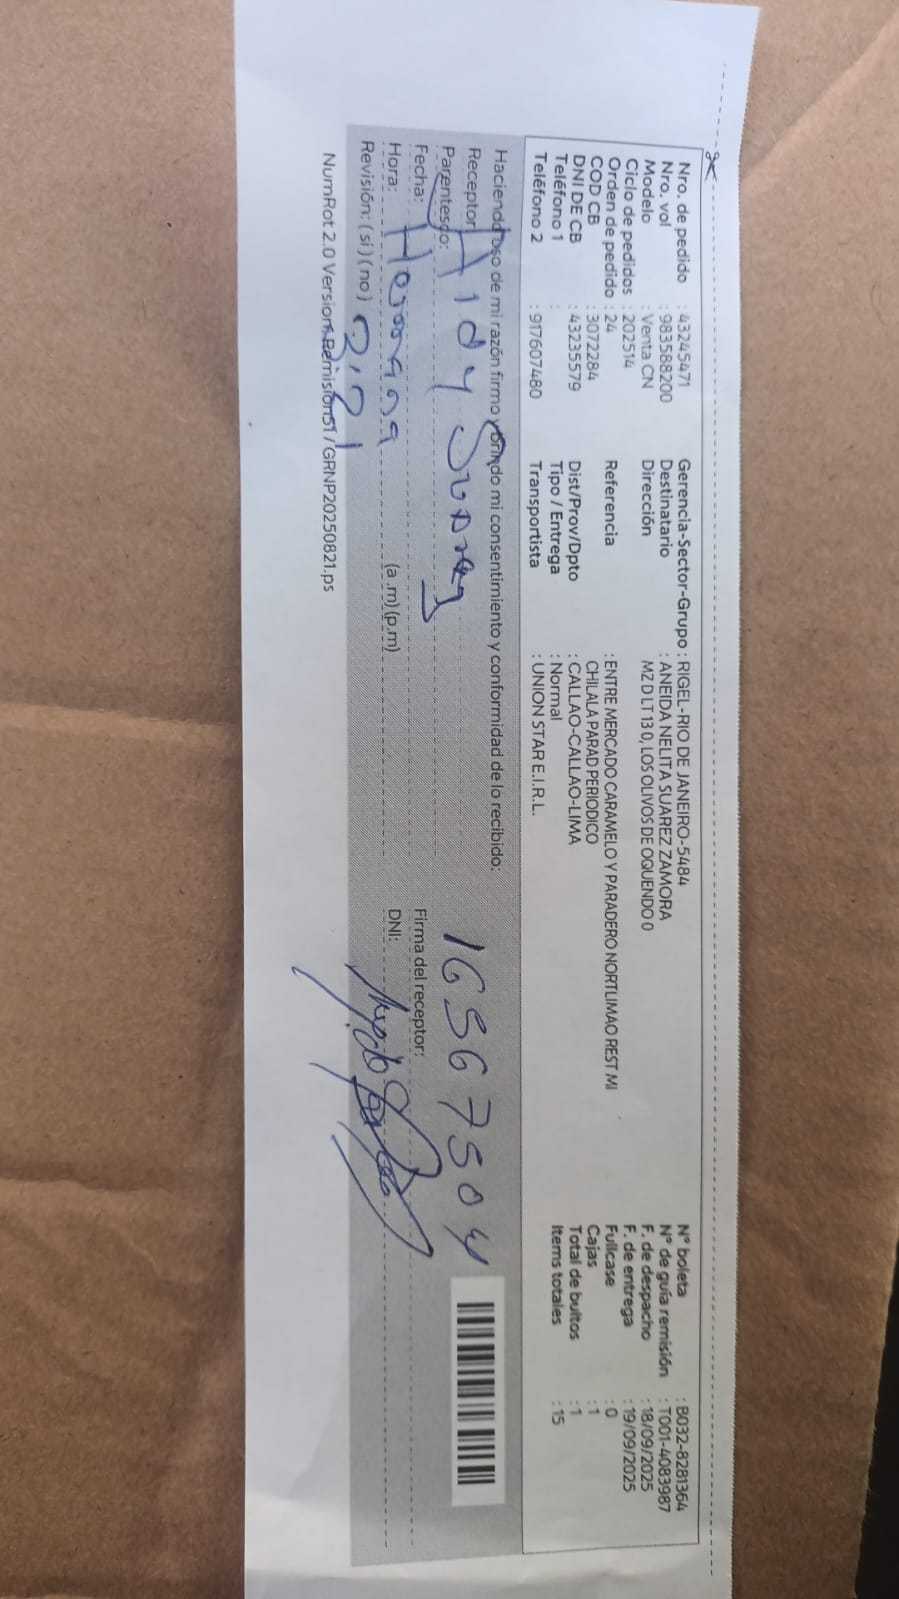 Nro. de pedido : 43245471
Nro. vol : 983588200
Modelo : Venta CN
Ciclo de pedidos : 202514
Orden de pedido : 24
COD CB : 3072284
DNI DE CB : 43235579
Teléfono 1 :
Teléfono 2 : 917607480
Gerencia-Sector-Grupo : RIGEL-RIO DE JANEIRO-5484
Destinatario : ANEIDA NELITA SUAREZ ZAMORA
Dirección MZ D LT 13 0, LOS OLIVOS DE OQUENDO 0
Referencia : ENTRE MERCADO CARAMELO Y PARADERO NORTLIMAO REST MI
CHILALA PARAD PERIODICO
Dist/Prov/Dpto : CALLAO-CALLAO-LIMA
Tipo / Entrega : Normal
Transportista : UNION STAR E.I.R.L.
N° boleta : B032-8281364
N° de guía remisión : T001-4083987
F. de despacho : 18/09/2025
F. de entrega : 19/09/2025
Fullcase : 0
Cajas : 1
Total de bultos : 1
Items totales : 15
Haciendo uso de mi razón firmo y brindo mi consentimiento y conformidad de lo recibido:
Receptor: Aidy Suarez
Parentesco:
Fecha: Hermana
Hora: (a.m)(p.m)
Revisión: (si) (no)
16567504
Firma del receptor:
DNI:
NumRot 2.0 Version Remision51 / GRNP20250821.ps